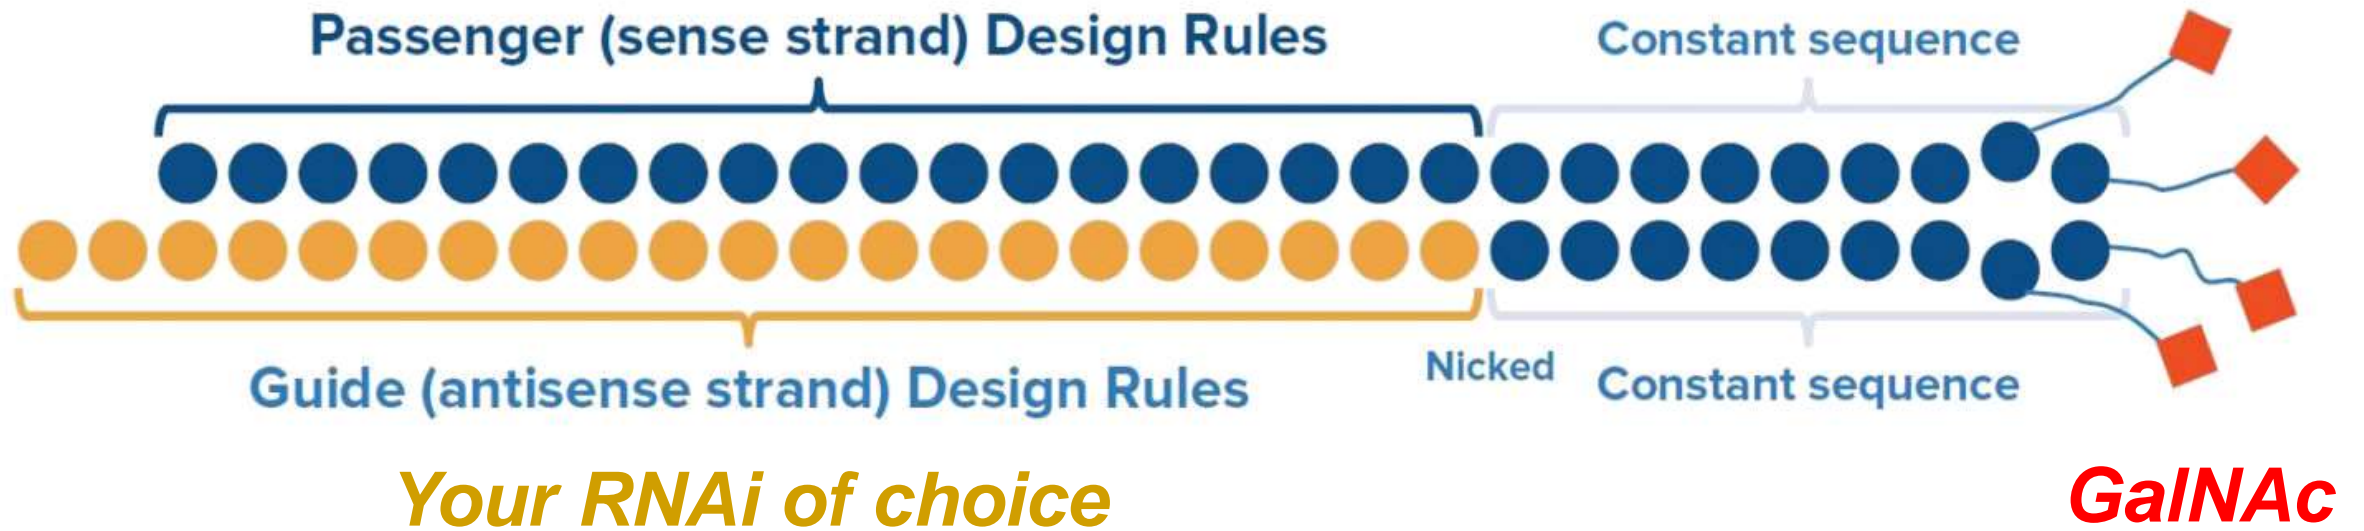 Passenger (sense strand) Design Rules
Constant sequence
Guide (antisense strand) Design Rules
Nicked
Constant sequence
Your RNAi of choice
GalNAc